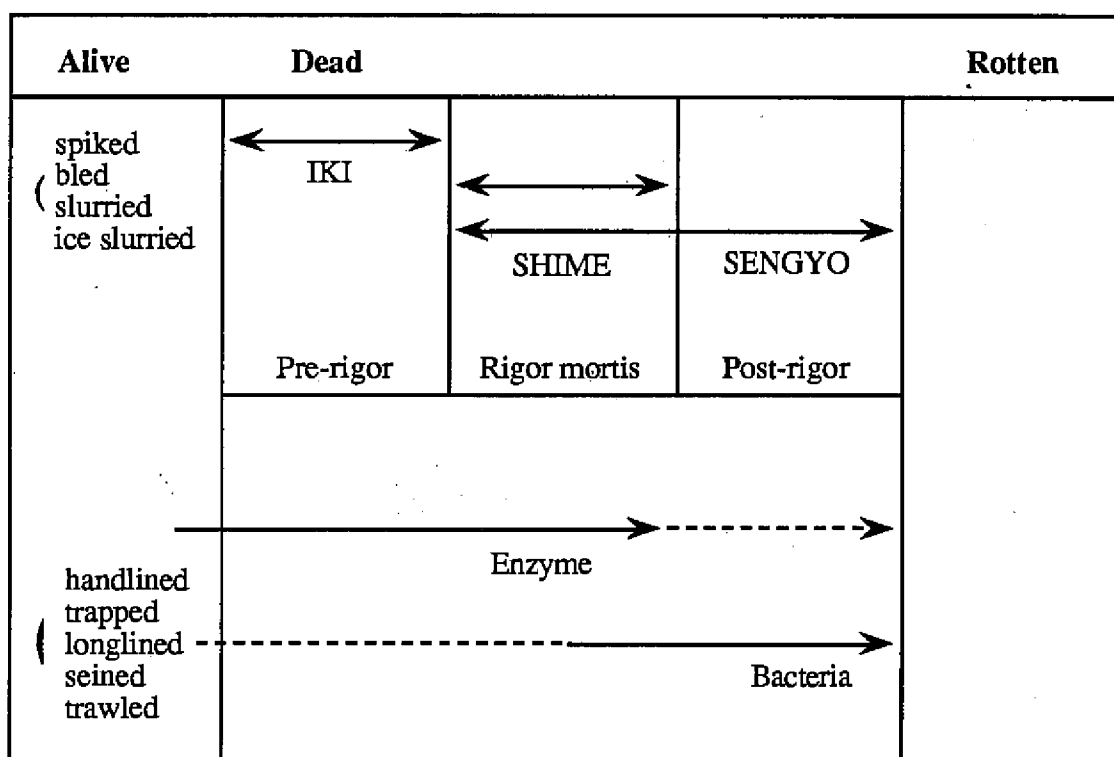 Alive Dead Rotten
spiked
bled
slurried
ice slurried
IKI
SHIME SENGYO
Pre-rigor Rigor mortis Post-rigor
Enzyme
handlined
trapped
longlined
seined
trawled
Bacteria